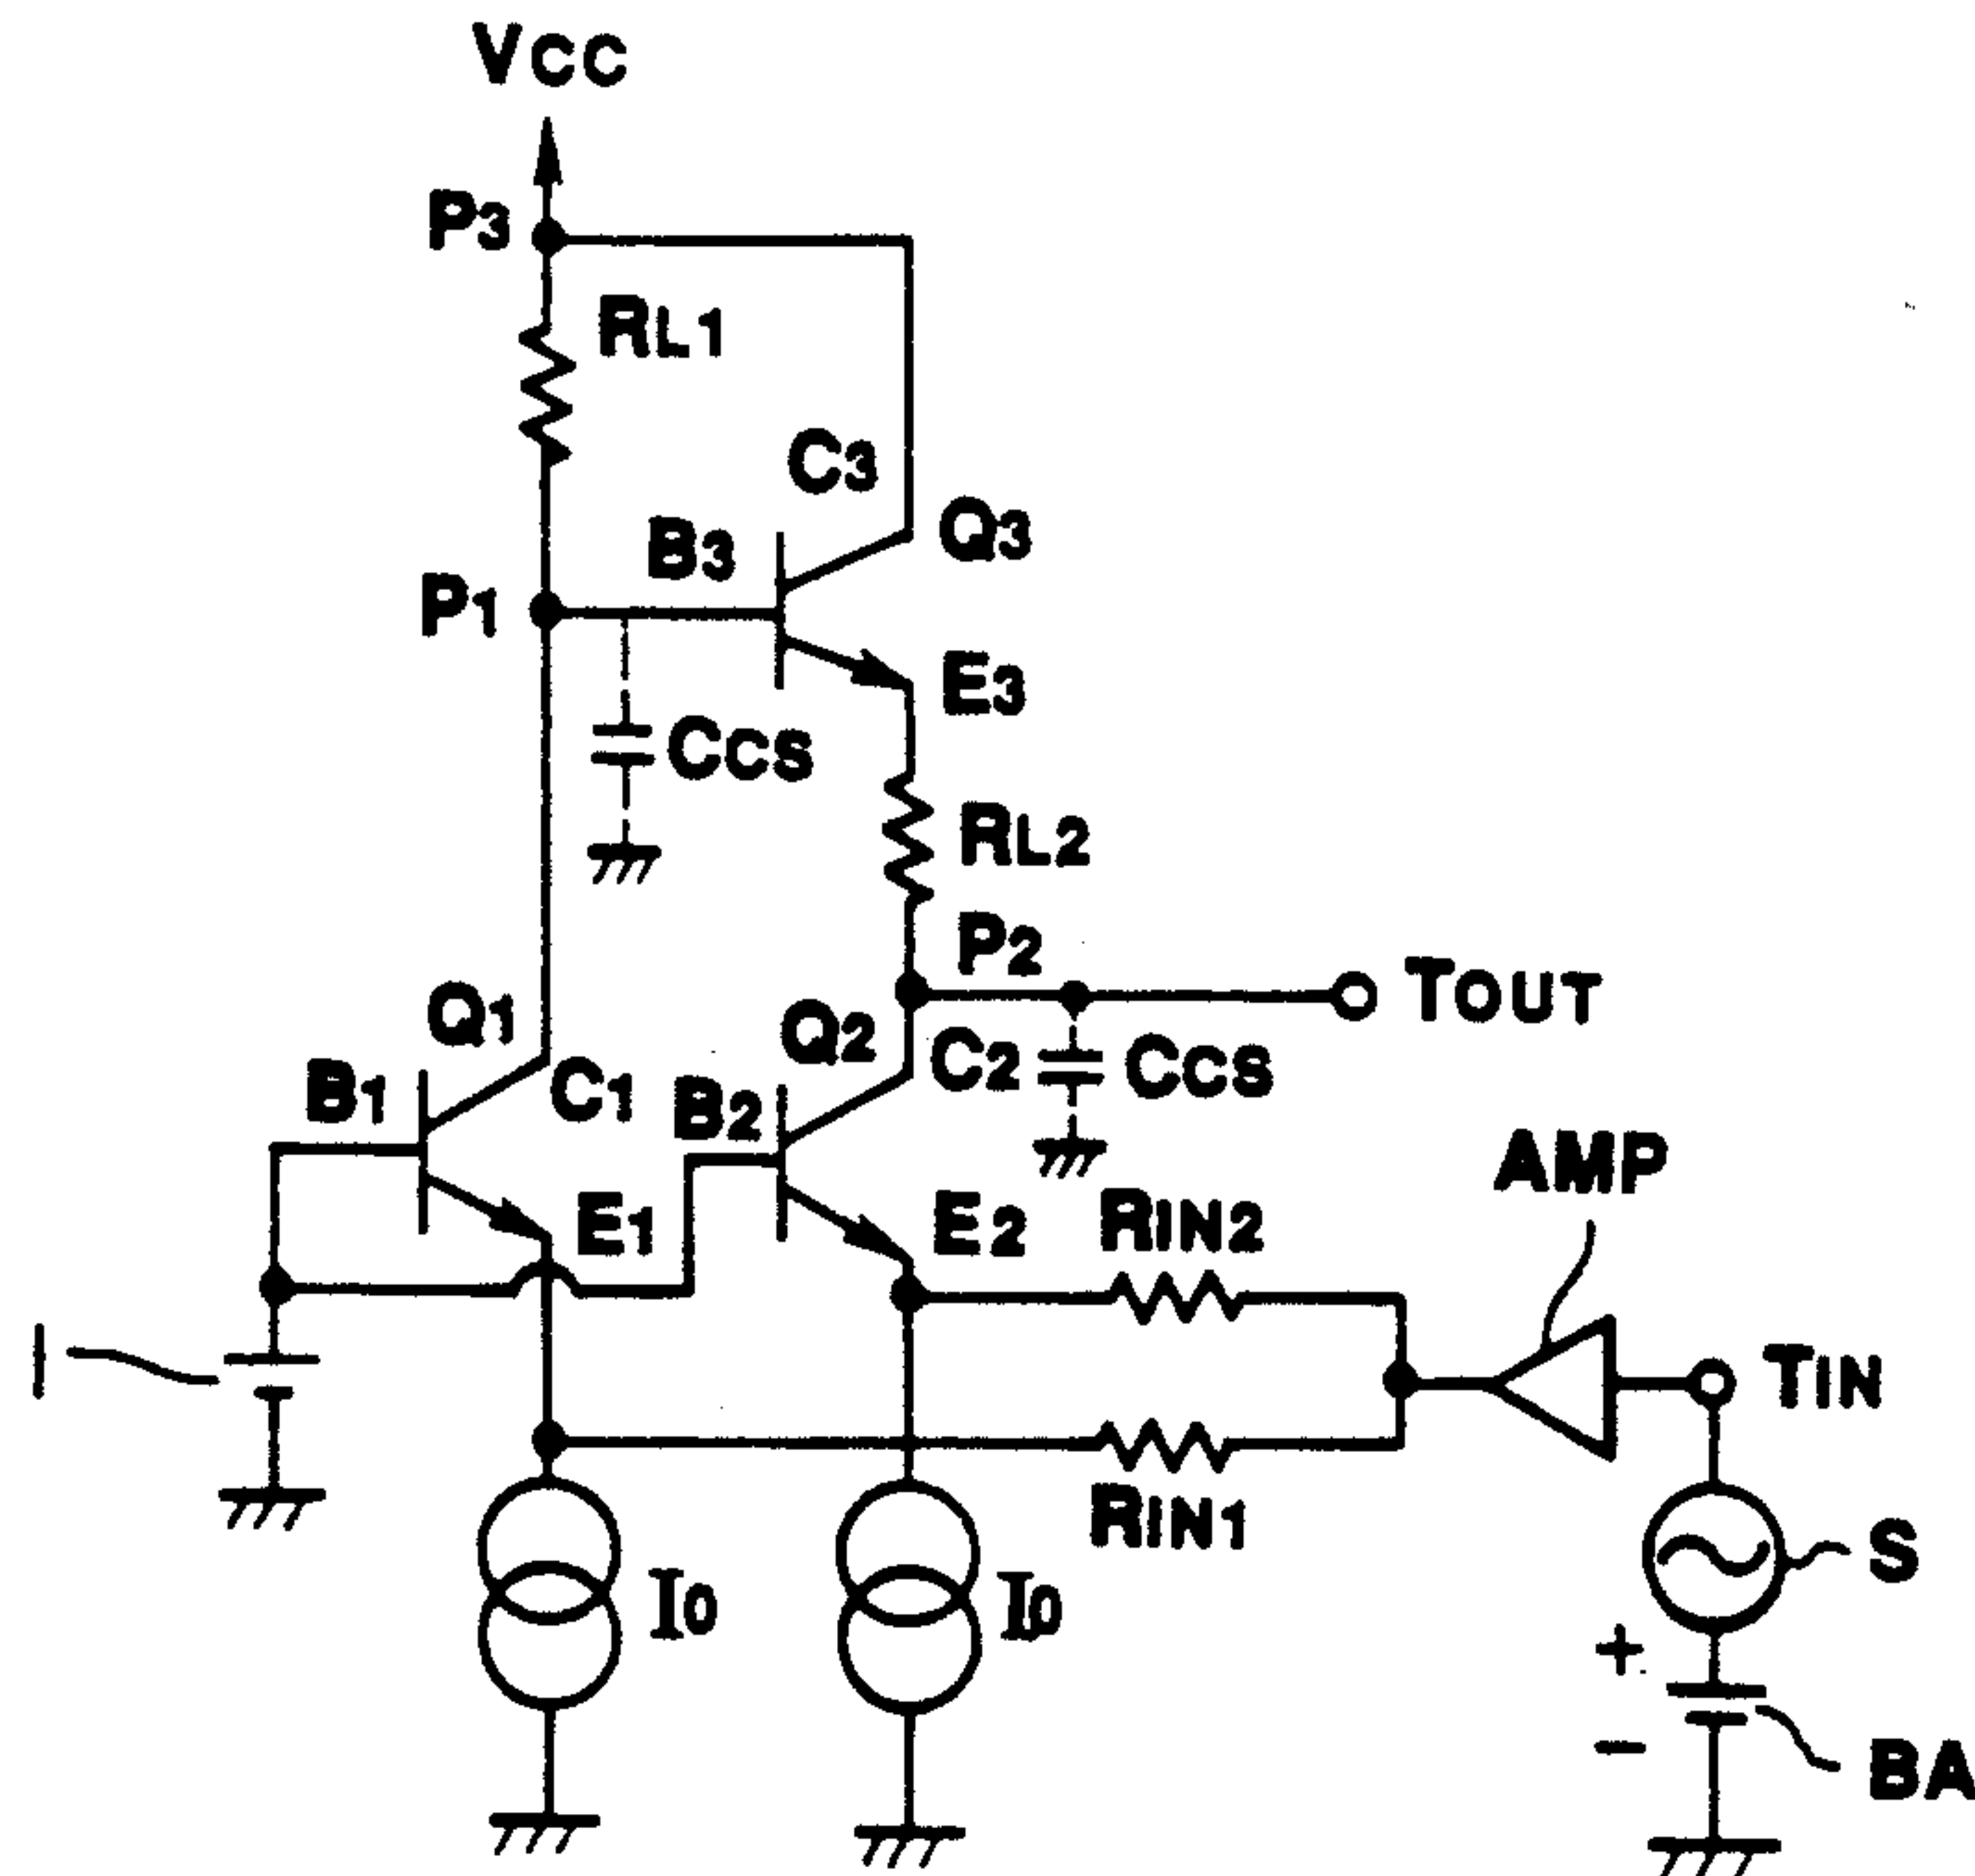 VCC
P3
RL1
C3
Q3
B3
P1
E3
CCS
RL2
P2
TOUT
Q1
Q2
C2
CCS
B1
C1
B2
AMP
E1
E2
RIN2
1
TIN
RIN1
S
I0
I0
+
−
BA